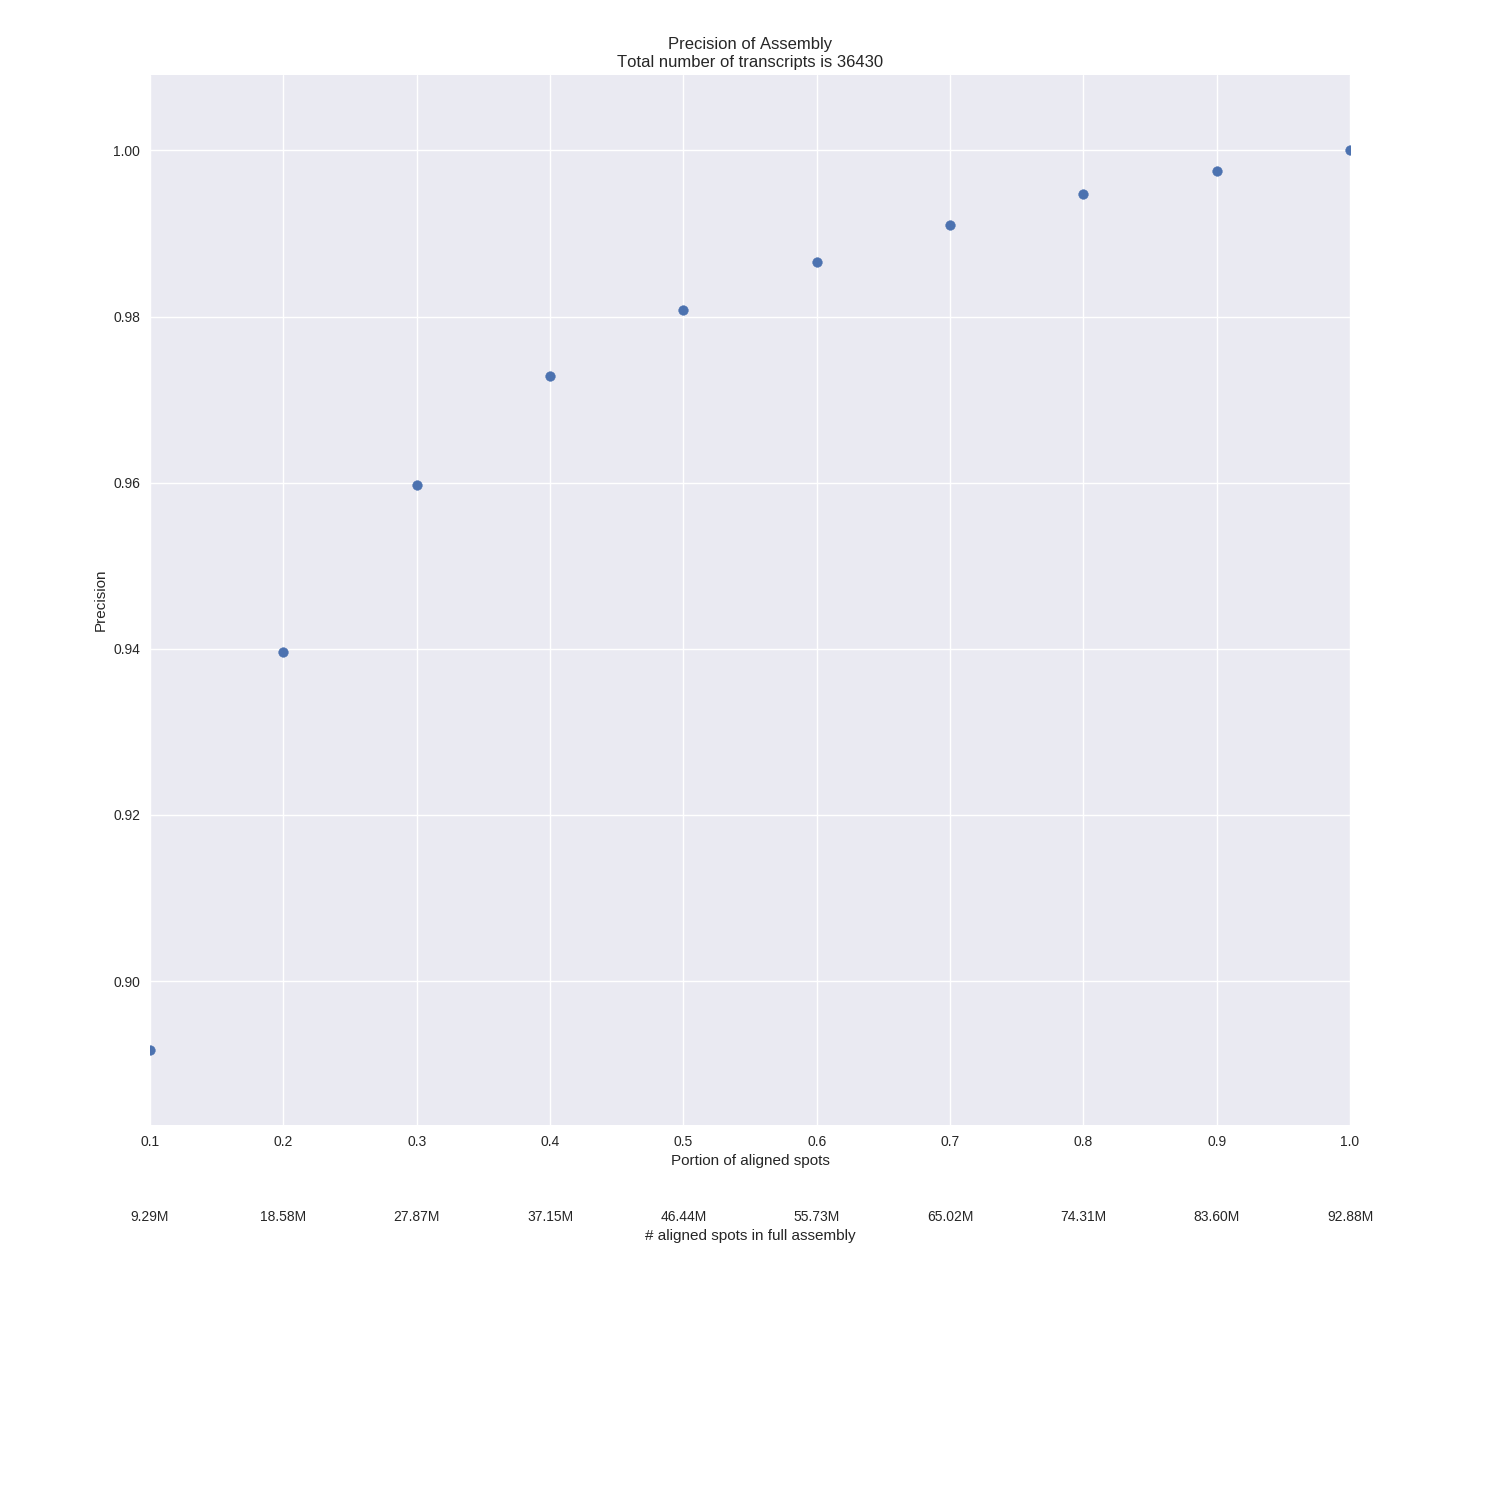 Precision of Assembly
Total number of transcripts is 36430
1.00
0.98
0.96
0.94
0.92
0.90
Precision
0.1 0.2 0.3 0.4 0.5 0.6 0.7 0.8 0.9 1.0
Portion of aligned spots
9.29M 18.58M 27.87M 37.15M 46.44M 55.73M 65.02M 74.31M 83.60M 92.88M
# aligned spots in full assembly